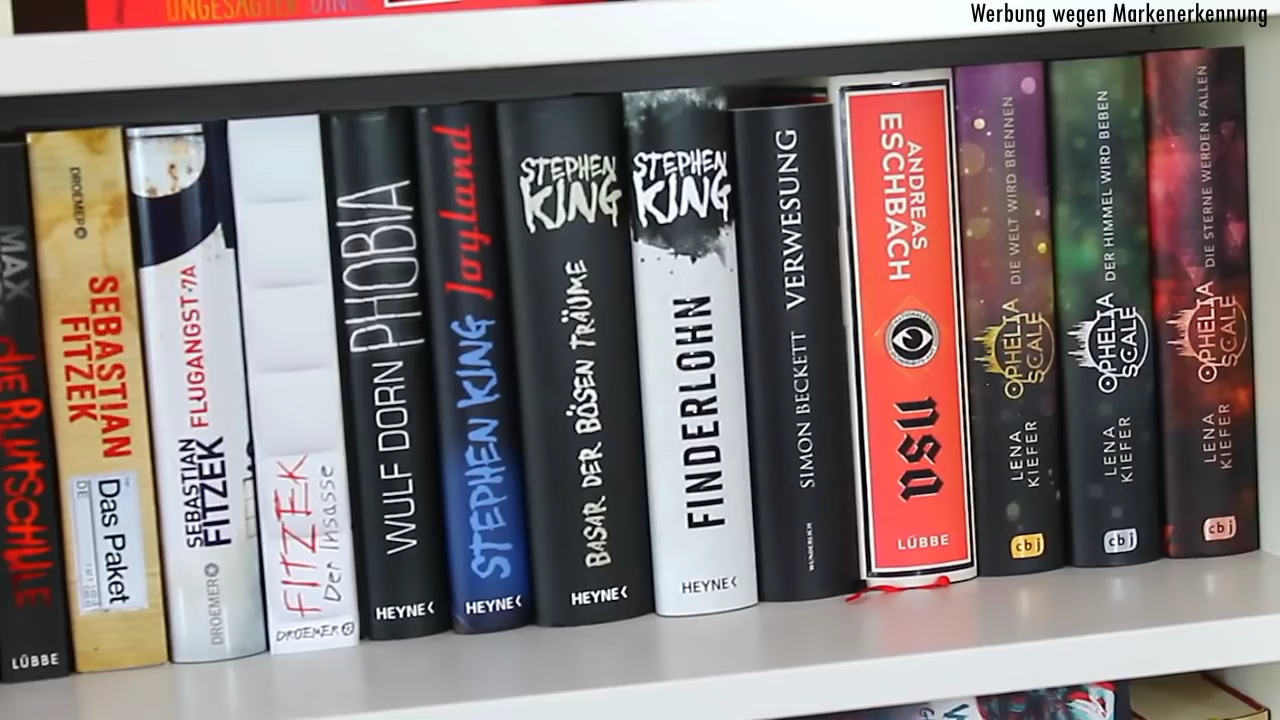 UNGESAGTEN DINGE
Werbung wegen Markenerkennung
MAX
DIE BLUTSCHULE
LÜBBE
DROEMER
SEBASTIAN
FITZEK
Das Paket
SEBASTIAN
FITZEK
FLUGANGST 7A
DROEMER
FITZEK
Der Insasse
DROEMER
WULF DORN PHOBIA
HEYNE
STEPHEN KING Joyland
HEYNE
STEPHEN
KING
BASAR DER BÖSEN TRÄUME
HEYNE
STEPHEN
KING
FINDERLOHN
HEYNE
SIMON BECKETT VERWESUNG
WUNDERLICH
ANDREAS
ESCHBACH
NSA
LÜBBE
LENA
KIEFER
OPHELIA
SCALE
DIE WELT WIRD BRENNEN
cbj
LENA
KIEFER
OPHELIA
SCALE
DER HIMMEL WIRD BEBEN
cbj
LENA
KIEFER
OPHELIA
SCALE
DIE STERNE WERDEN FALLEN
cbj